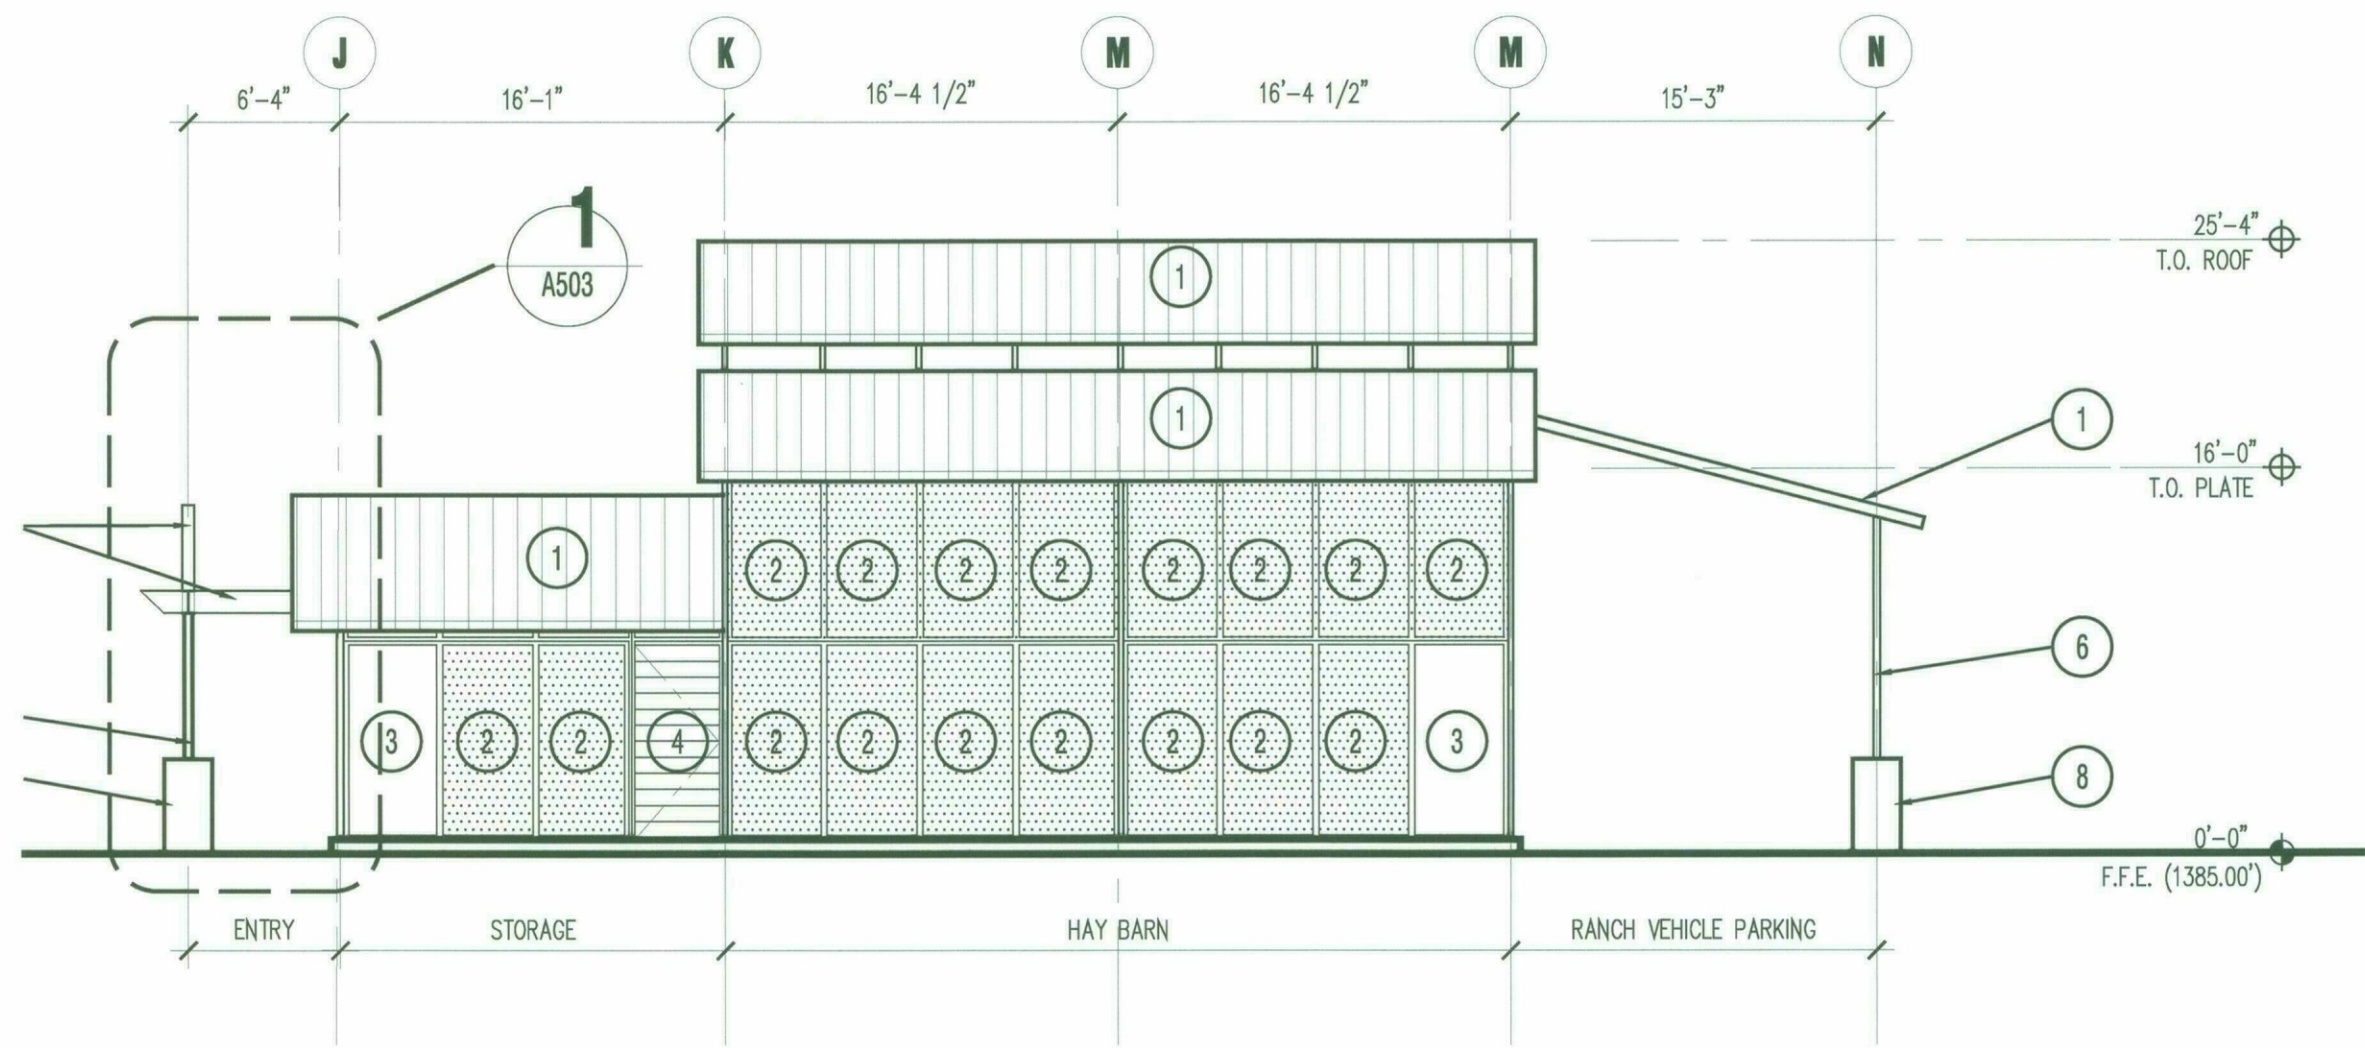 J K M M N
6'-4" 16'-1" 16'-4 1/2" 16'-4 1/2" 15'-3"
1
A503
25'-4"
T.O. ROOF
1
1
1
16'-0"
T.O. PLATE
1
2 2 2 2 2 2 2 2
6
3 2 2 4 2 2 2 2 2 2 2 3
8
0'-0"
F.F.E. (1385.00')
ENTRY STORAGE HAY BARN RANCH VEHICLE PARKING